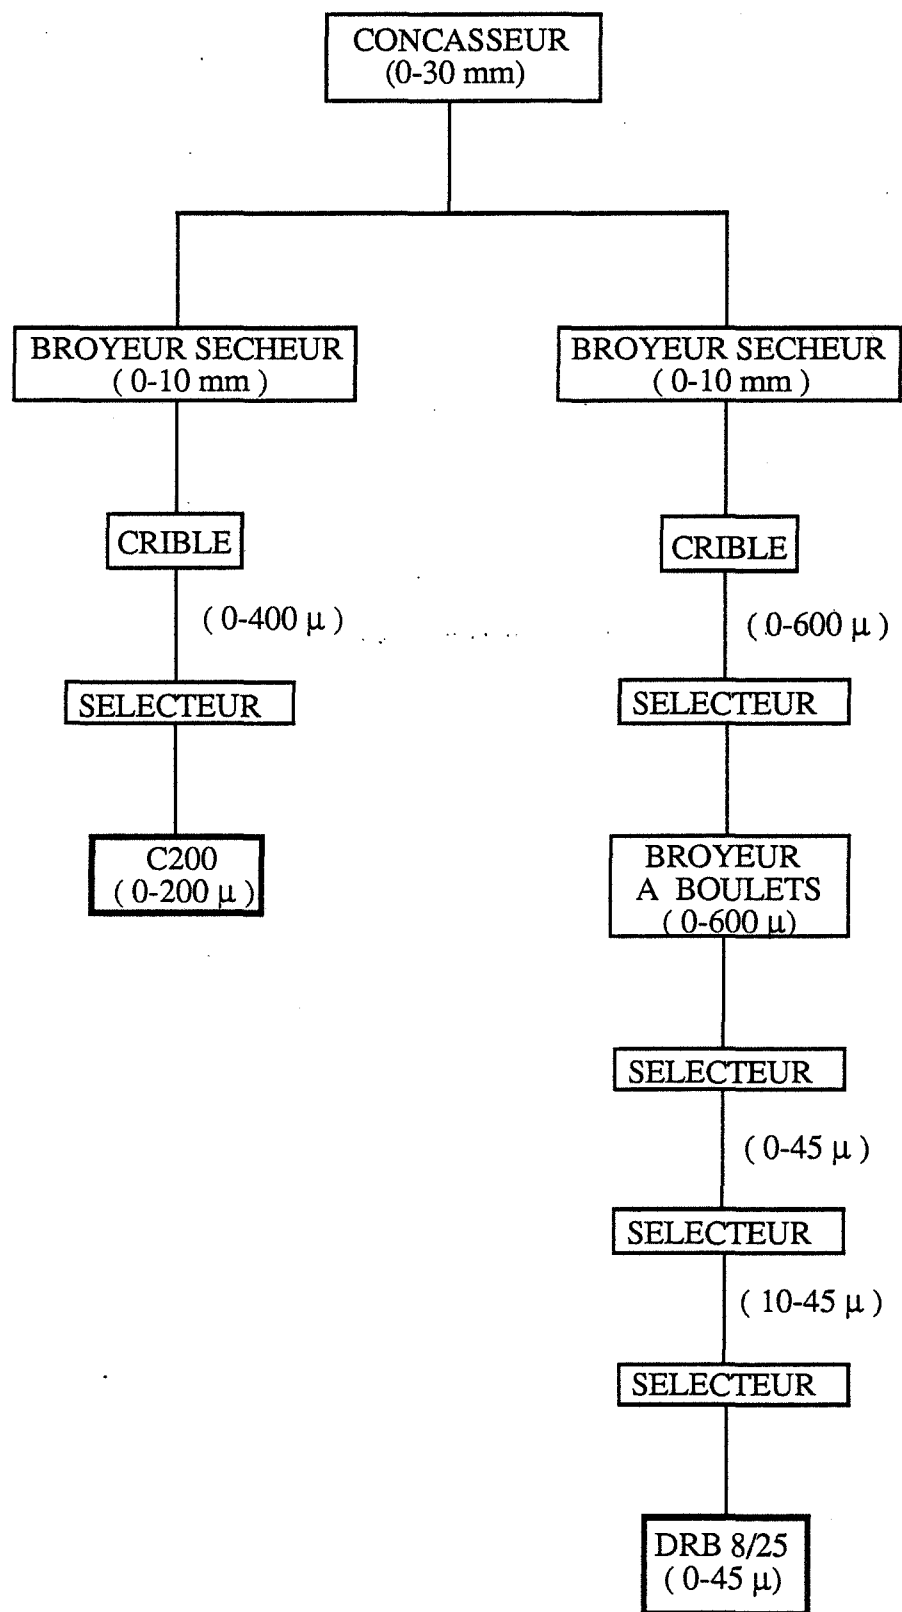 CONCASSEUR
(0-30 mm)
BROYEUR SECHEUR
( 0-10 mm )
BROYEUR SECHEUR
( 0-10 mm )
CRIBLE
CRIBLE
( 0-400 µ )
( 0-600 µ )
SELECTEUR
SELECTEUR
C200
( 0-200 µ )
BROYEUR
A BOULETS
( 0-600 µ)
SELECTEUR
( 0-45 µ )
SELECTEUR
( 10-45 µ )
SELECTEUR
DRB 8/25
( 0-45 µ)